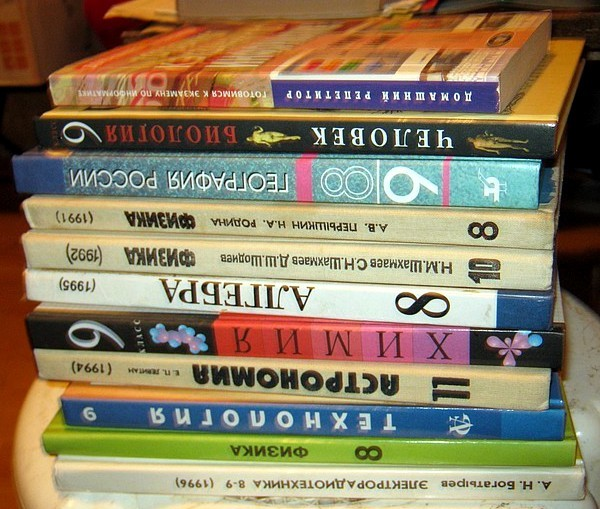 ДОМАШНИЙ РЕПЕТИТОР ГОТОВИМСЯ К ЭКЗАМЕНУ ПО ИНФОРМАТИКЕ
ЧЕЛОВЕК БИОЛОГИЯ 9 КЛАСС
9 8 ГЕОГРАФИЯ РОССИИ
8 А.В. ПЕРЫШКИН Н.А. РОДИНА ФИЗИКА (1991)
10 Н.М.Шахмаев С.Н.Шахмаев Д.Ш.Шодиев ФИЗИКА (1992)
8 АЛГЕБРА (1995)
ХИМИЯ КЛАСС 9
11 АСТРОНОМИЯ Е. П. ЛЕВИТАН (1994)
ТЕХНОЛОГИЯ 9
8 ФИЗИКА
А. Н. Богатырев ЭЛЕКТРОРАДИОТЕХНИКА 8-9 (1996)